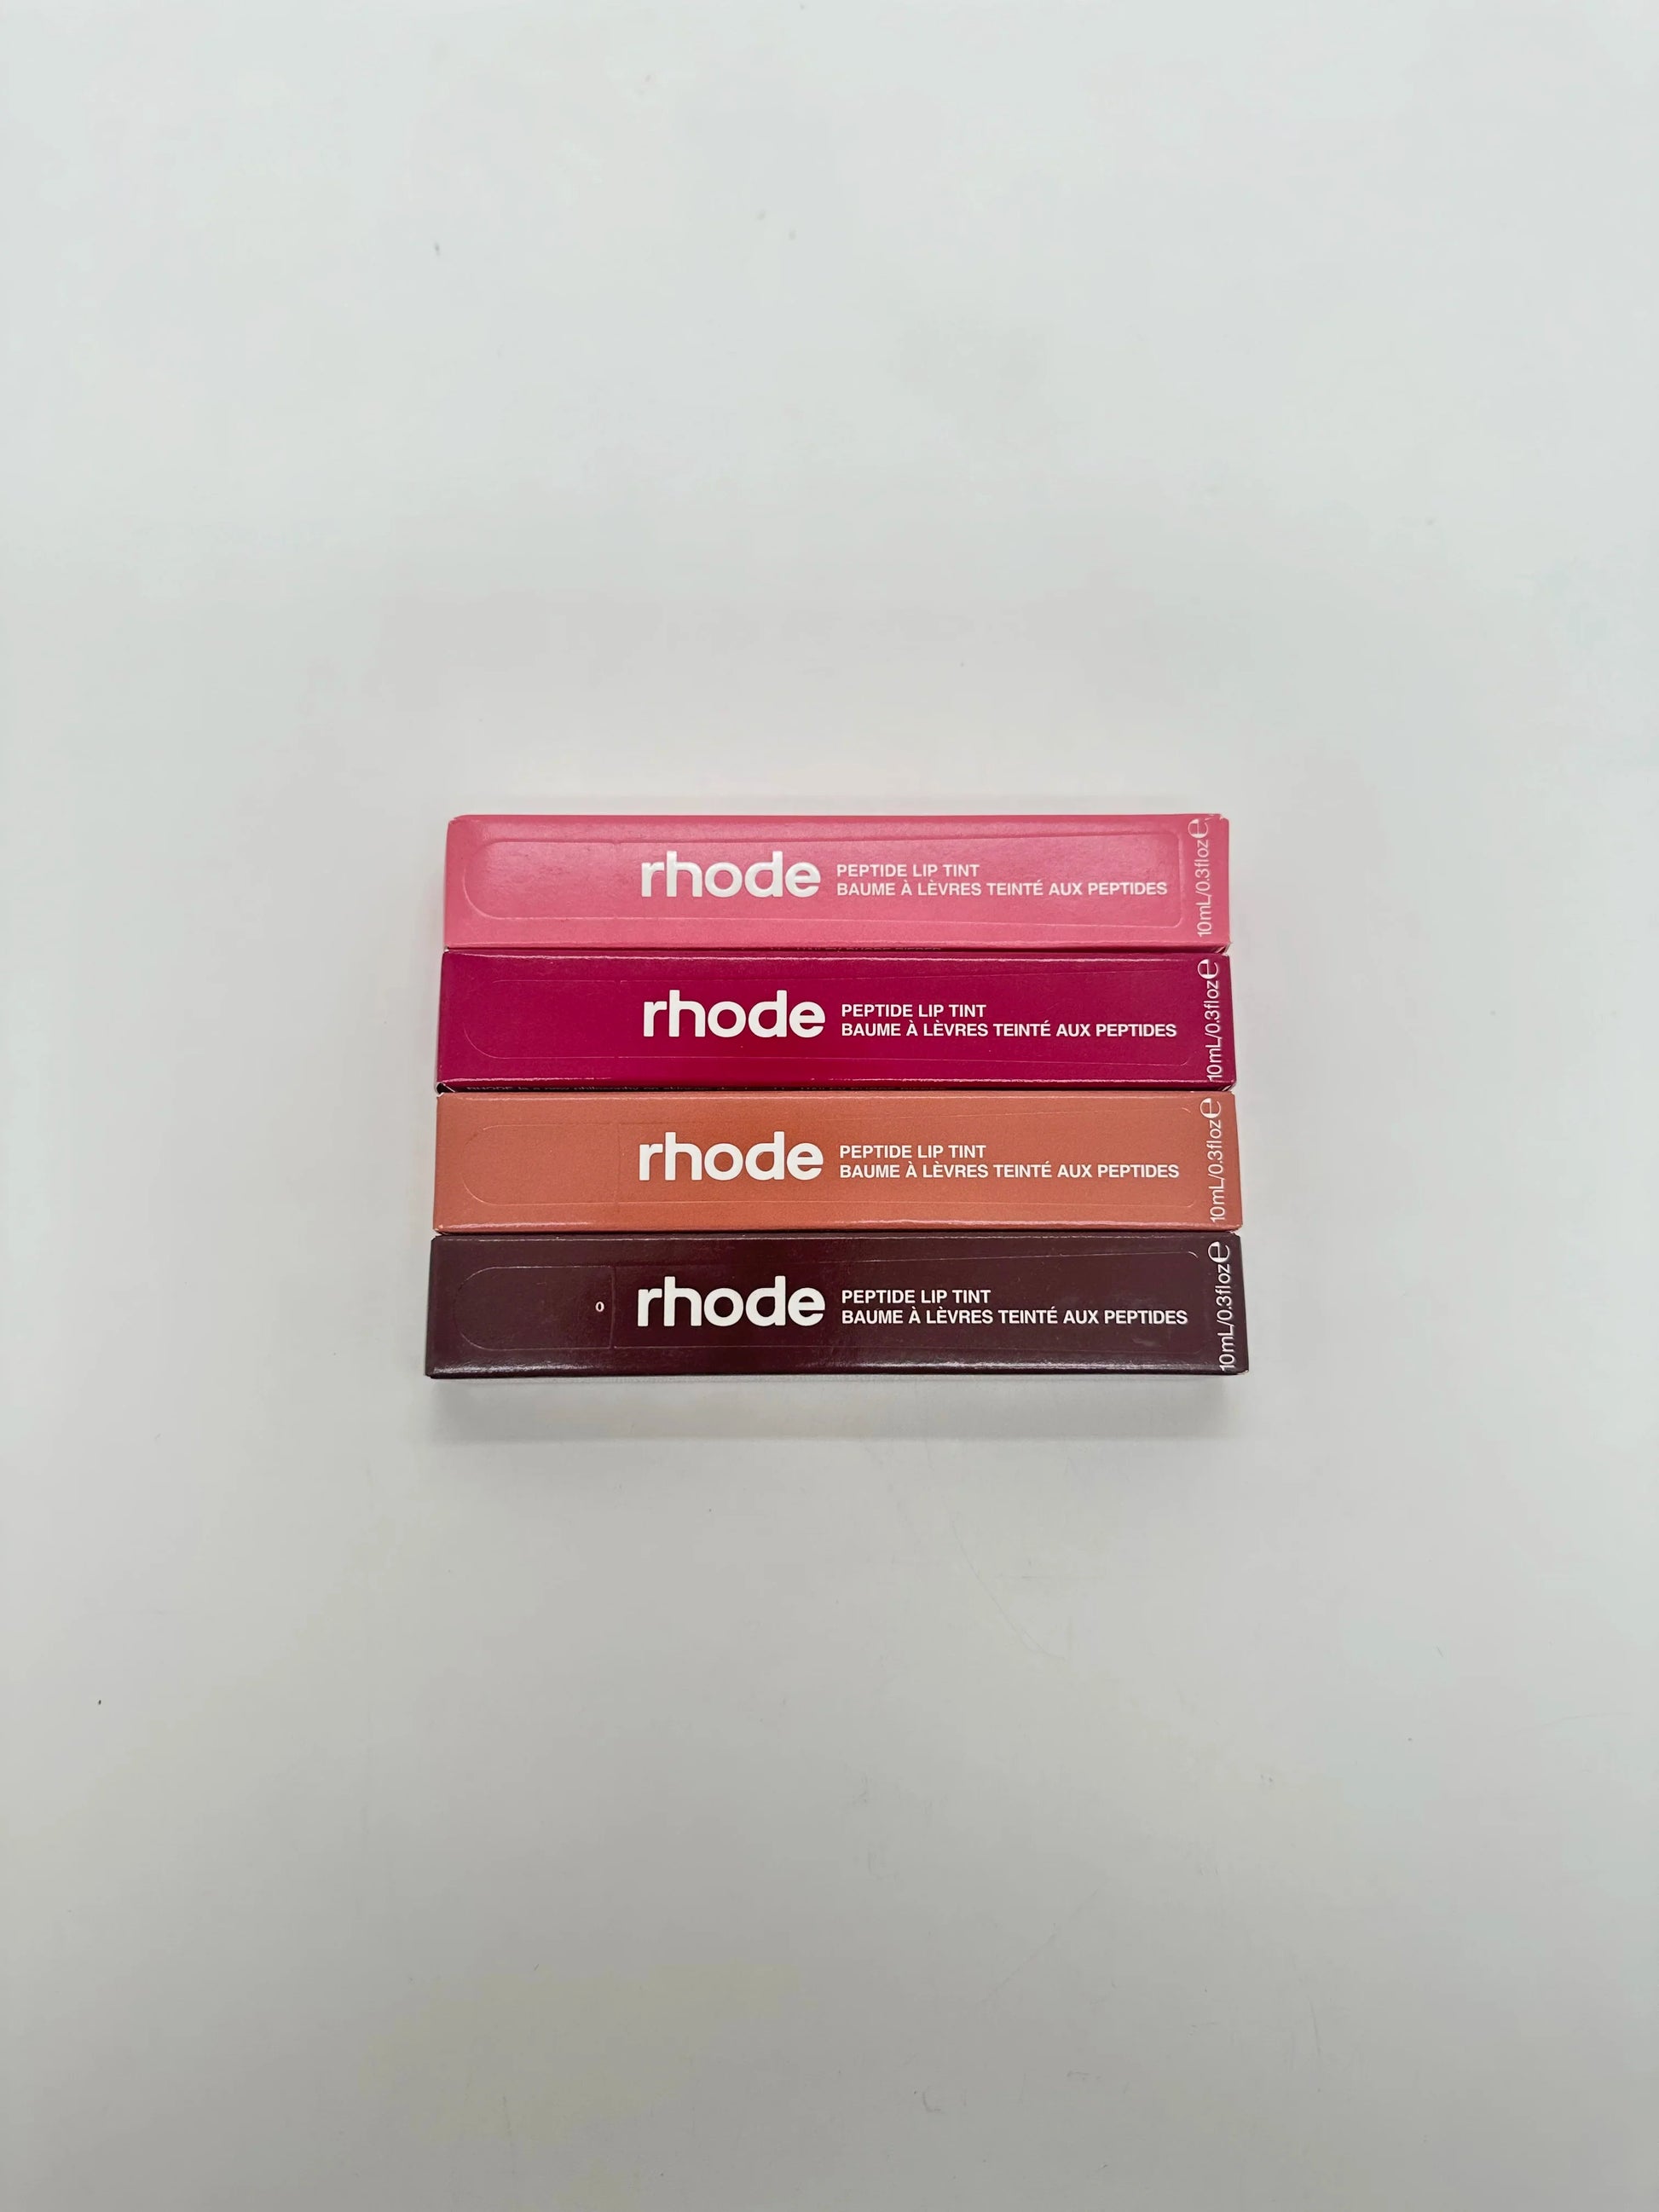 rhode
PEPTIDE LIP TINT
BAUME À LÈVRES TEINTÉ AUX PEPTIDES
10mL/0.3floz℮
rhode
PEPTIDE LIP TINT
BAUME À LÈVRES TEINTÉ AUX PEPTIDES
10mL/0.3floz℮
rhode
PEPTIDE LIP TINT
BAUME À LÈVRES TEINTÉ AUX PEPTIDES
10mL/0.3floz℮
0
rhode
PEPTIDE LIP TINT
BAUME À LÈVRES TEINTÉ AUX PEPTIDES
10mL/0.3floz℮